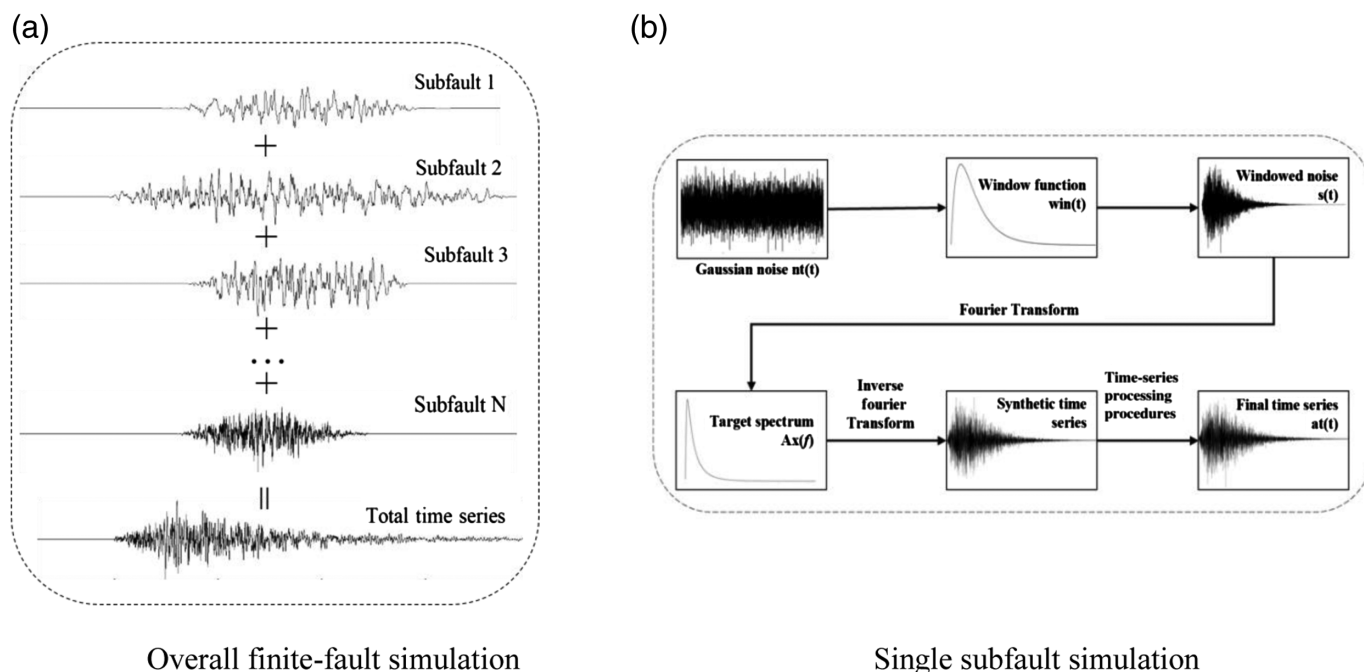 (a)
Subfault 1
+
Subfault 2
+
Subfault 3
+
...
+
Subfault N
=
Total time series
Overall finite-fault simulation
(b)
Gaussian noise nt(t)
Window function
win(t)
Windowed noise
s(t)
Fourier Transform
Target spectrum
Ax(f)
Inverse
fourier
Transform
Synthetic time
series
Time-series
processing
procedures
Final time series
at(t)
Single subfault simulation